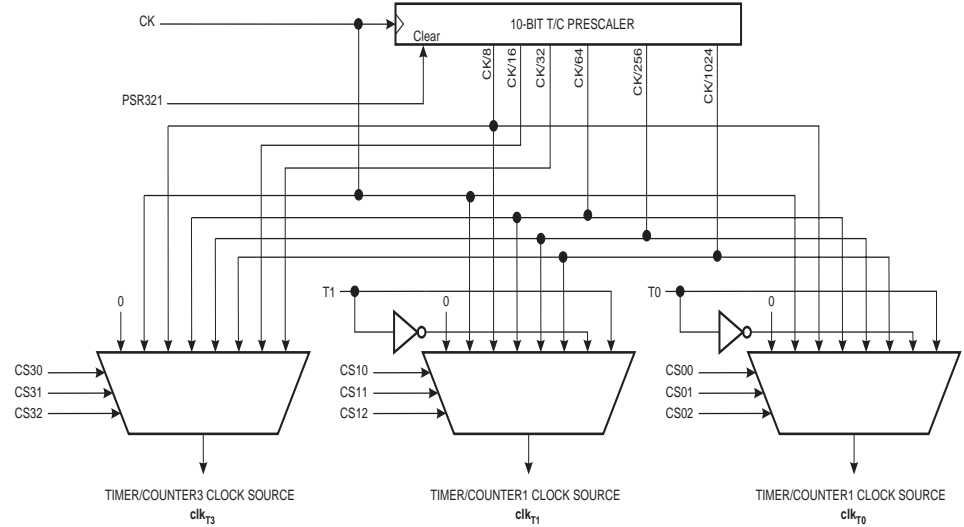 CK
10-BIT T/C PRESCALER
Clear
CK/8
CK/16
CK/32
CK/64
CK/256
CK/1024
PSR321
T1
T0
0
0
0
CS30
CS31
CS32
CS10
CS11
CS12
CS00
CS01
CS02
TIMER/COUNTER3 CLOCK SOURCE
clkT3
TIMER/COUNTER1 CLOCK SOURCE
clkT1
TIMER/COUNTER1 CLOCK SOURCE
clkT0